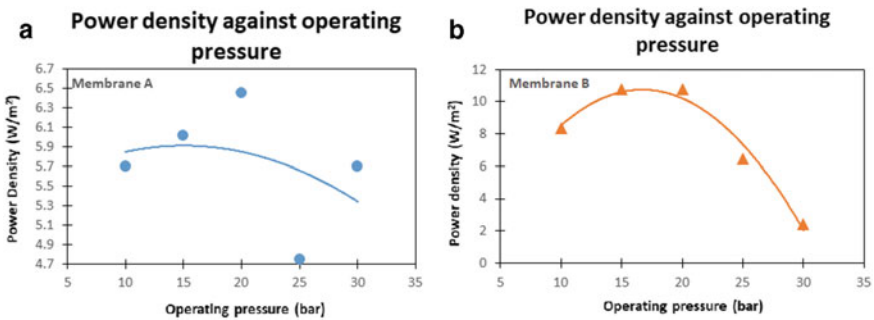 a
Power density against operating
pressure
Membrane A
Power Density (W/m²)
6.7
6.5
6.3
6.1
5.9
5.7
5.5
5.3
5.1
4.9
4.7
5 10 15 20 25 30 35
Operating pressure (bar)
b
Power density against operating
pressure
Membrane B
Power density (W/m²)
12
10
8
6
4
2
0
5 10 15 20 25 30 35
Operating pressure (bar)